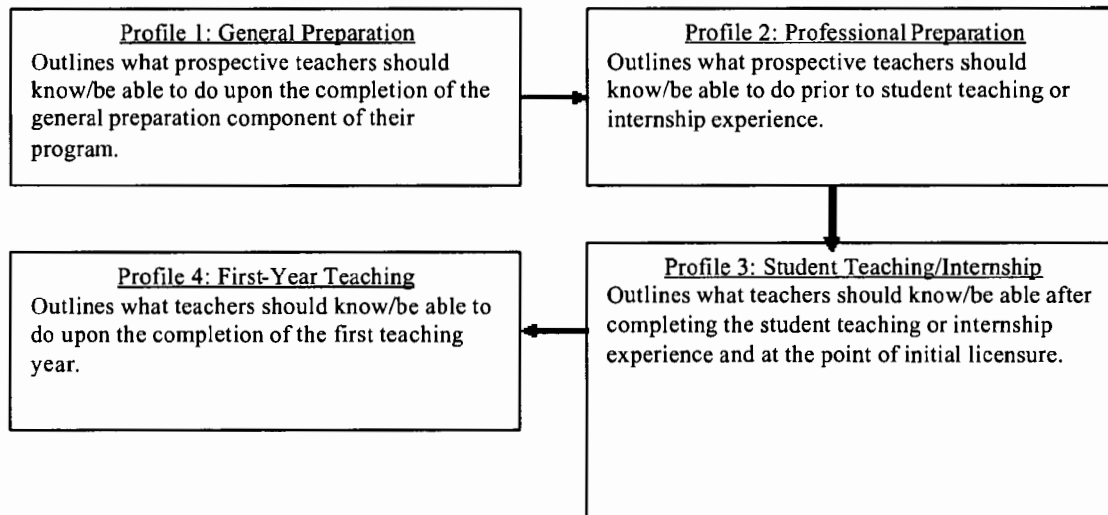 Profile 1: General Preparation
Outlines what prospective teachers should
know/be able to do upon the completion of the
general preparation component of their
program.
Profile 2: Professional Preparation
Outlines what prospective teachers should
know/be able to do prior to student teaching or
internship experience.
Profile 3: Student Teaching/Internship
Outlines what teachers should know/be able after
completing the student teaching or internship
experience and at the point of initial licensure.
Profile 4: First-Year Teaching
Outlines what teachers should know/be able to
do upon the completion of the first teaching
year.